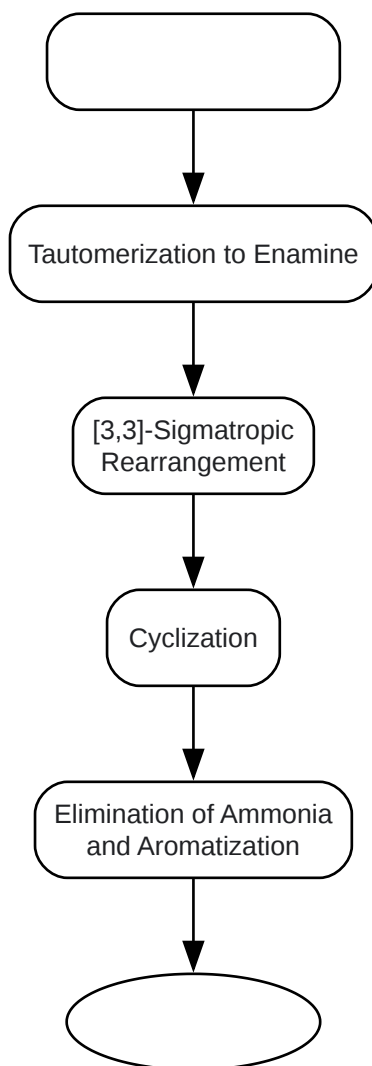 Tautomerization to Enamine
[3,3]-Sigmatropic
Rearrangement
Cyclization
Elimination of Ammonia
and Aromatization